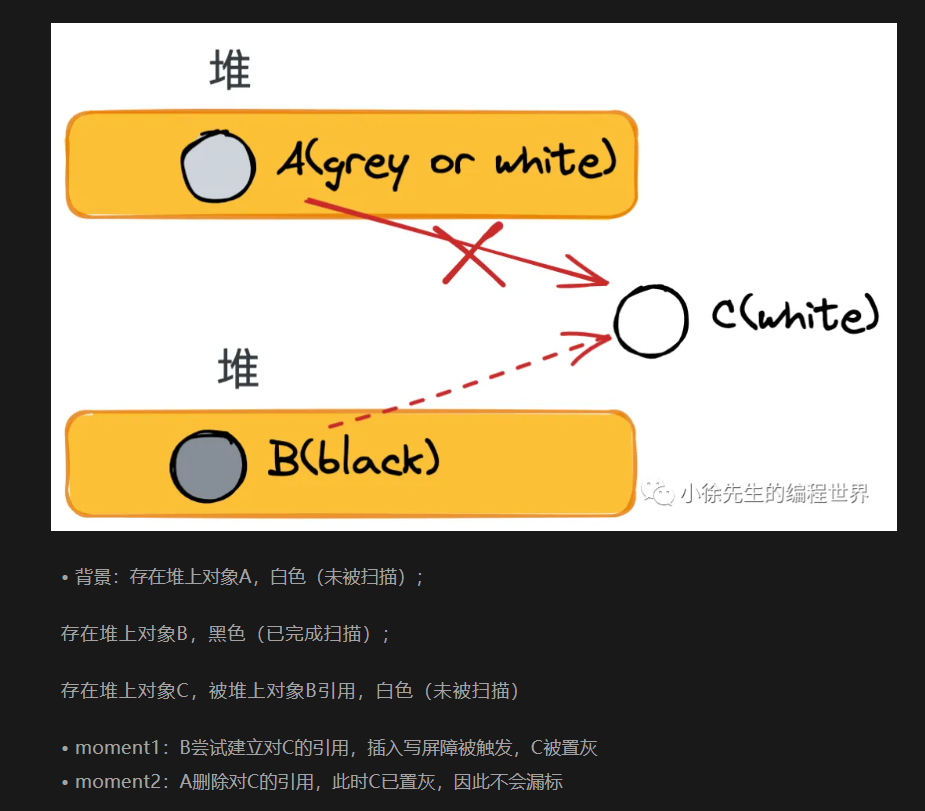 堆
A(grey or white)
C(white)
堆
B(black)
小徐先生的编程世界
• 背景：存在堆上对象A，白色（未被扫描）；
存在堆上对象B，黑色（已完成扫描）；
存在堆上对象C，被堆上对象B引用，白色（未被扫描）
• moment1：B尝试建立对C的引用，插入写屏障被触发，C被置灰
• moment2：A删除对C的引用，此时C已置灰，因此不会漏标